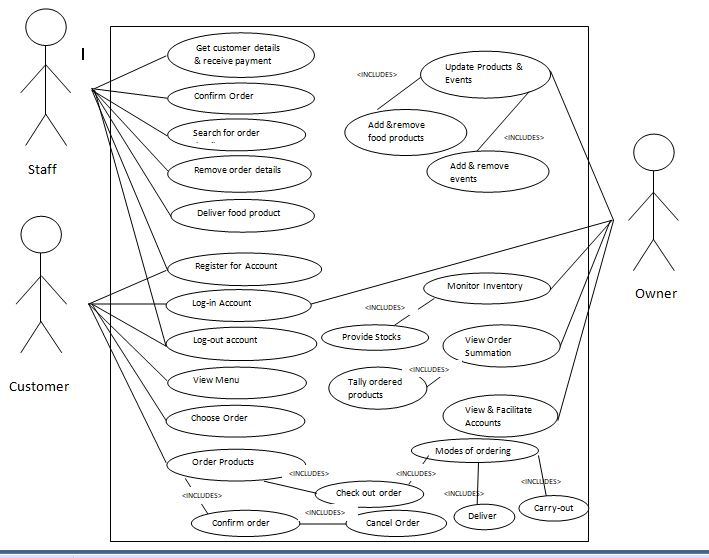 Get customer details
& receive payment
Update Products &
Events
<INCLUDES>
Confirm Order
Add &remove
food products
Search for order
<INCLUDES>
Staff
Remove order details
Add & remove
events
Deliver food product
Register for Account
Monitor Inventory
Owner
Log-in Account
<INCLUDES>
Log-out account
Provide Stocks
View Order
Summation
<INCLUDES>
Customer
View Menu
Tally ordered
products
Choose Order
View & Facilitate
Accounts
Order Products
Modes of ordering
<INCLUDES>
<INCLUDES>
<INCLUDES>
<INCLUDES>
Check out order
<INCLUDES>
<INCLUDES>
Confirm order
Cancel Order
Deliver
Carry-out